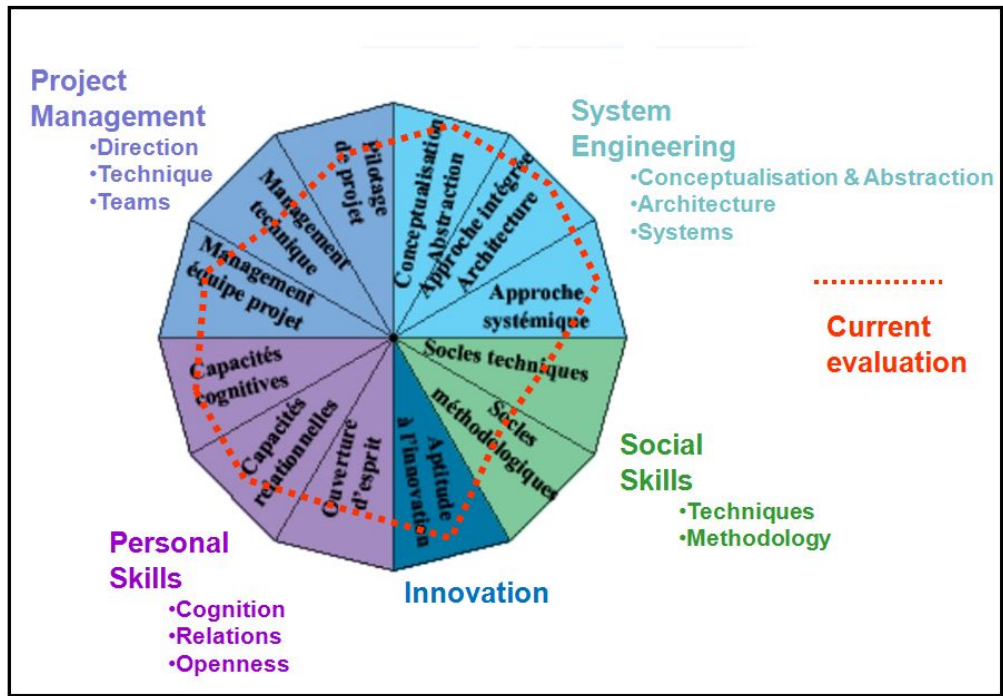 Project
Management
•Direction
•Technique
•Teams
System
Engineering
•Conceptualisation & Abstraction
•Architecture
•Systems
Pilotage
de projet
Management
technique
Management
équipe projet
Conceptualisation
Abstraction
Approche intégrée
Architecture
Approche
systémique
Socles techniques
Socles
méthodologiques
Aptitude
à l'innovation
Ouverture
d'esprit
Capacités
relationnelles
Capacités
cognitives
Current
evaluation
Social
Skills
•Techniques
•Methodology
Personal
Skills
•Cognition
•Relations
•Openness
Innovation